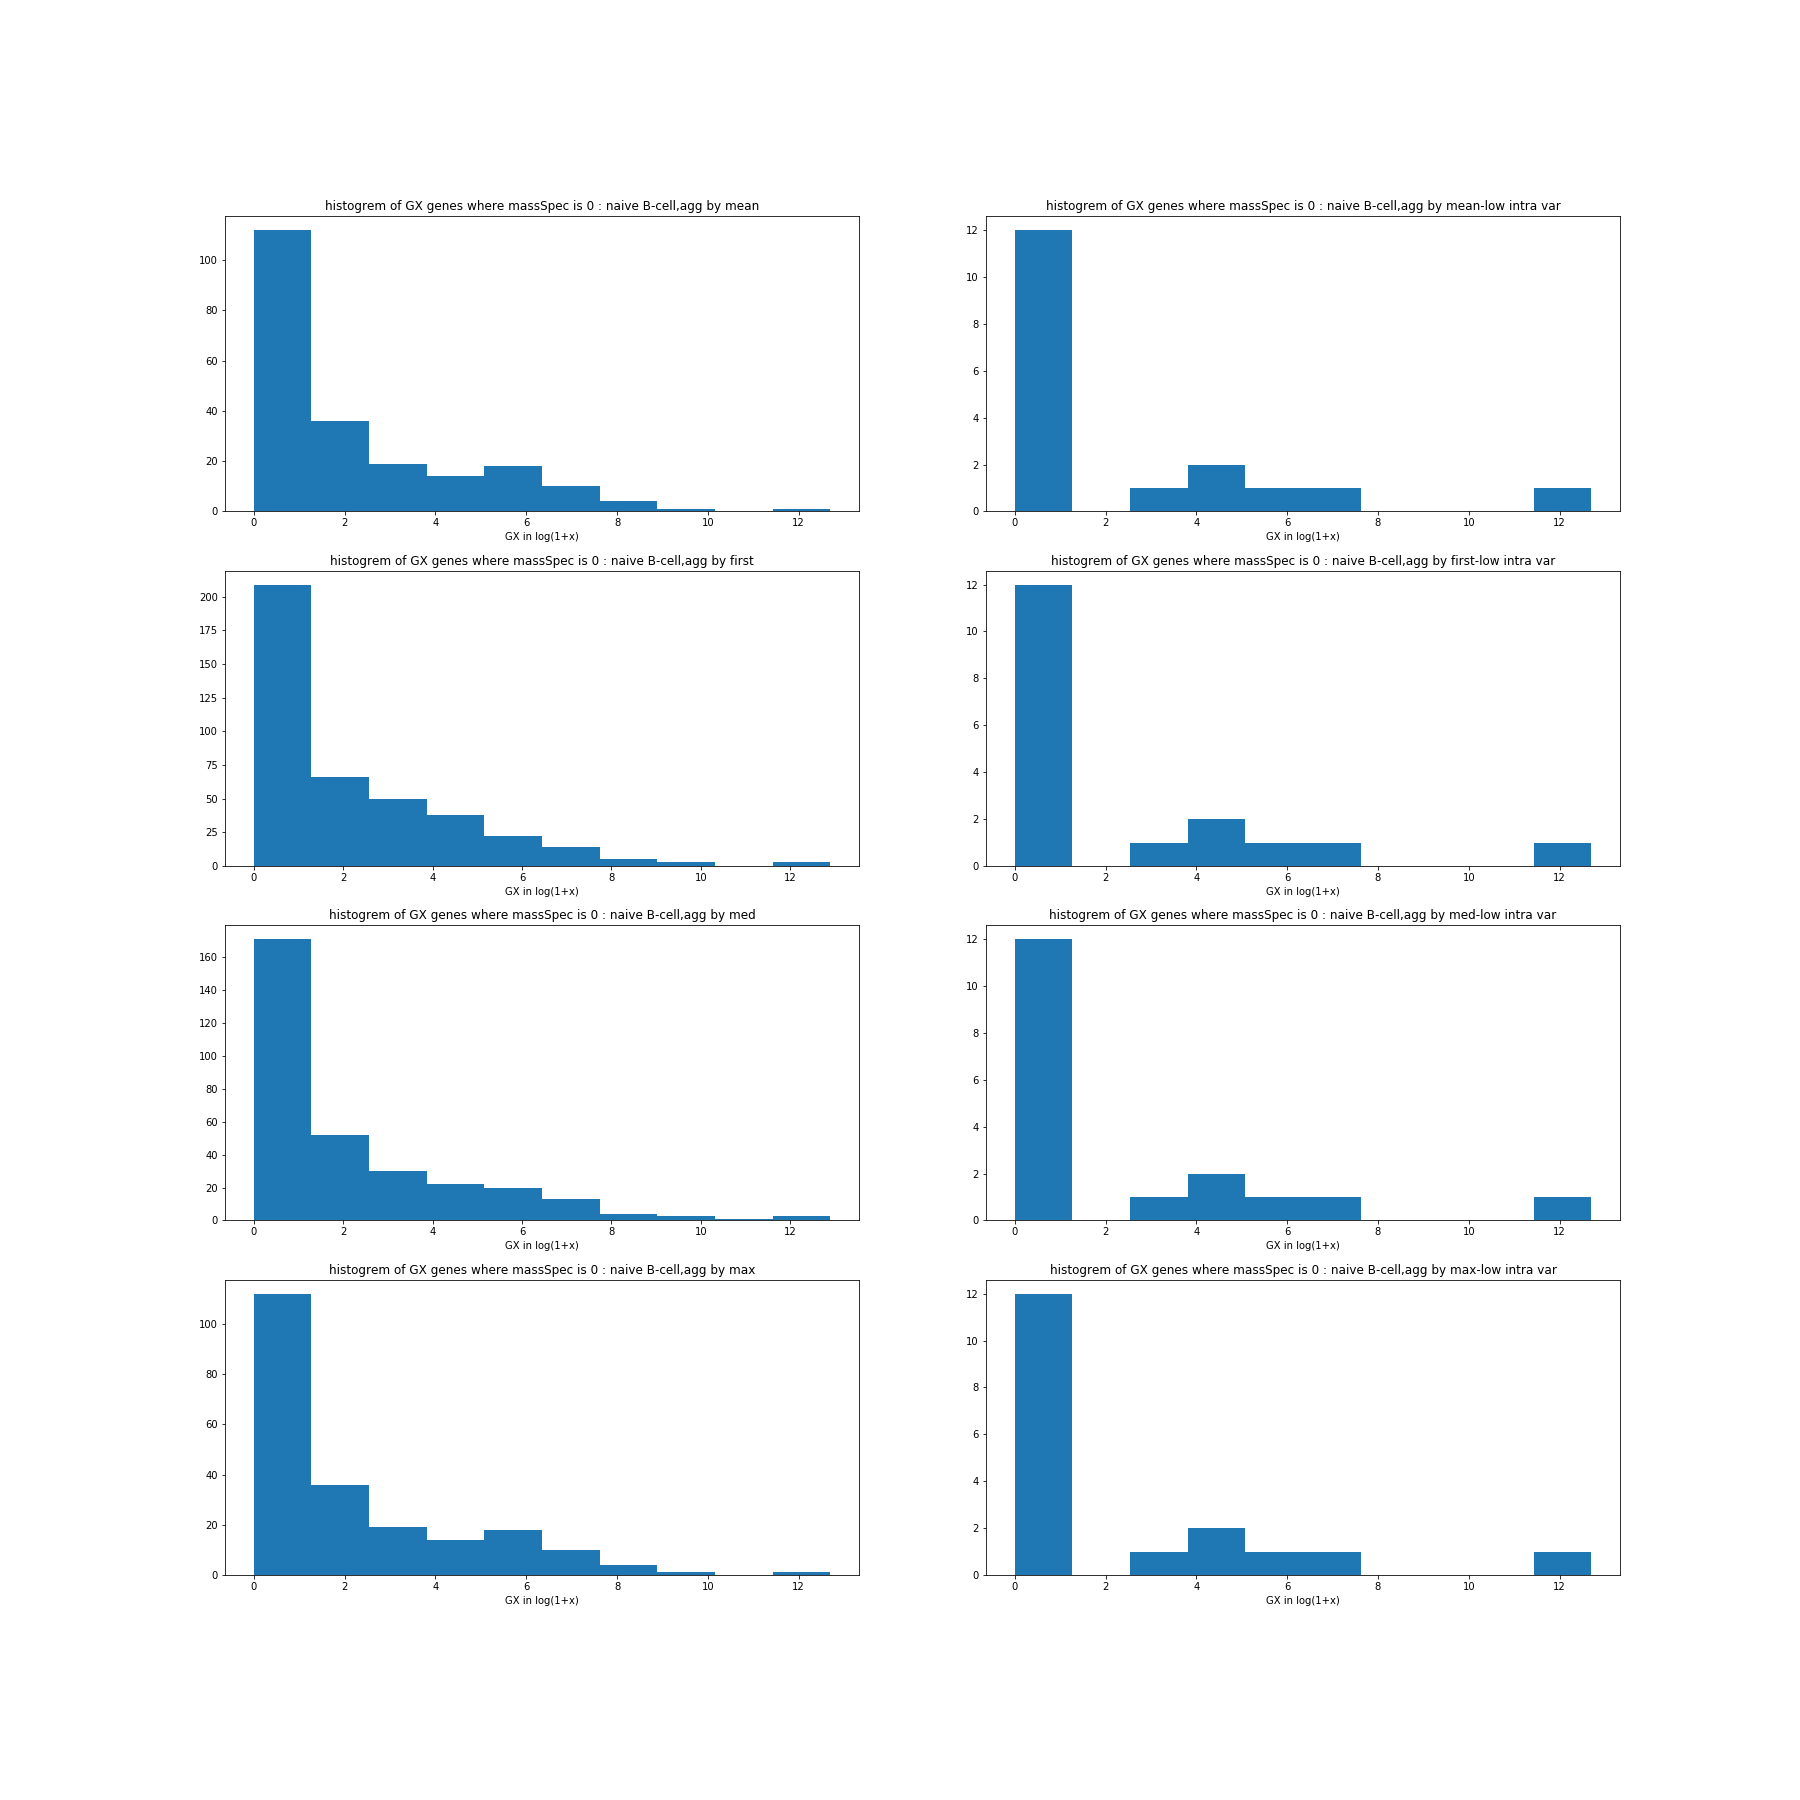 histogrem of GX genes where massSpec is 0 : naive B-cell,agg by mean
100
80
60
40
20
0
0 2 4 6 8 10 12
GX in log(1+x)
histogrem of GX genes where massSpec is 0 : naive B-cell,agg by mean-low intra var
12
10
8
6
4
2
0
0 2 4 6 8 10 12
GX in log(1+x)
histogrem of GX genes where massSpec is 0 : naive B-cell,agg by first
200
175
150
125
100
75
50
25
0
0 2 4 6 8 10 12
GX in log(1+x)
histogrem of GX genes where massSpec is 0 : naive B-cell,agg by first-low intra var
12
10
8
6
4
2
0
0 2 4 6 8 10 12
GX in log(1+x)
histogrem of GX genes where massSpec is 0 : naive B-cell,agg by med
160
140
120
100
80
60
40
20
0
0 2 4 6 8 10 12
GX in log(1+x)
histogrem of GX genes where massSpec is 0 : naive B-cell,agg by med-low intra var
12
10
8
6
4
2
0
0 2 4 6 8 10 12
GX in log(1+x)
histogrem of GX genes where massSpec is 0 : naive B-cell,agg by max
100
80
60
40
20
0
0 2 4 6 8 10 12
GX in log(1+x)
histogrem of GX genes where massSpec is 0 : naive B-cell,agg by max-low intra var
12
10
8
6
4
2
0
0 2 4 6 8 10 12
GX in log(1+x)